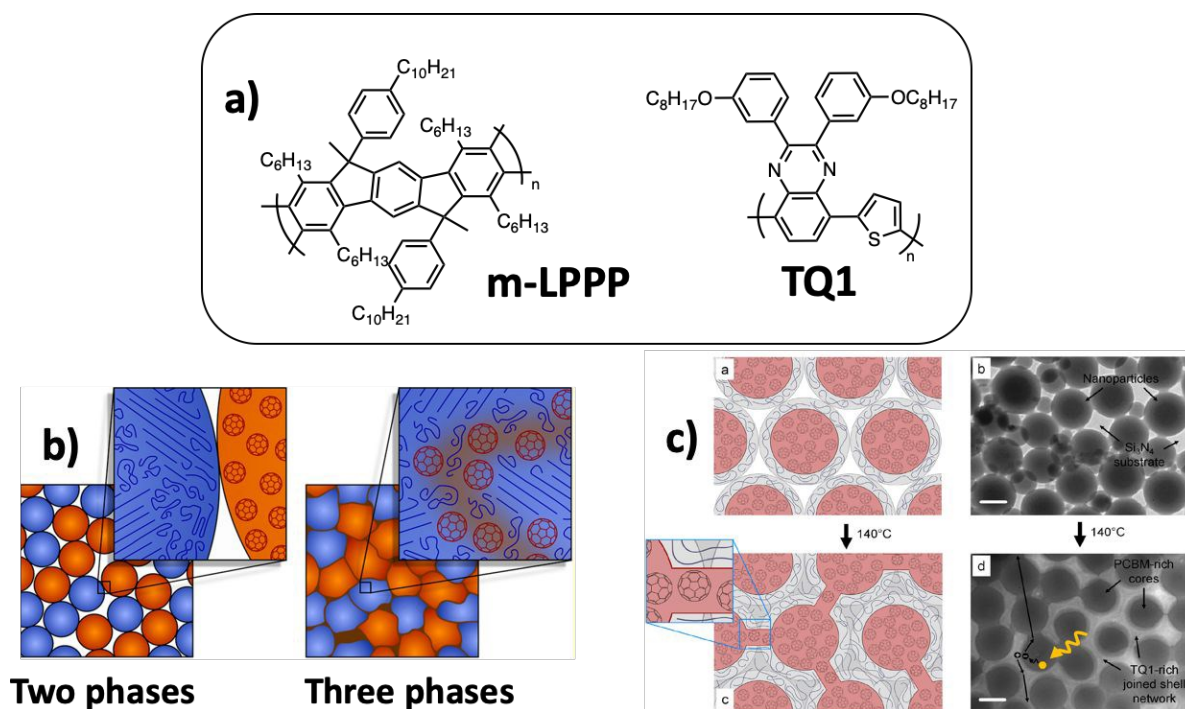 a)
C10H21
C6H13
C6H13
n
C6H13
C6H13
C10H21
m-LPPP
C8H17
O
OC8H17
N
N
S
n
TQ1
b)
Two phases
Three phases
c)
a
140°C
c
b
Nanoparticles
Si3N4
substrate
140°C
d
PCBM-rich
cores
TQ1-rich
joined shell
network